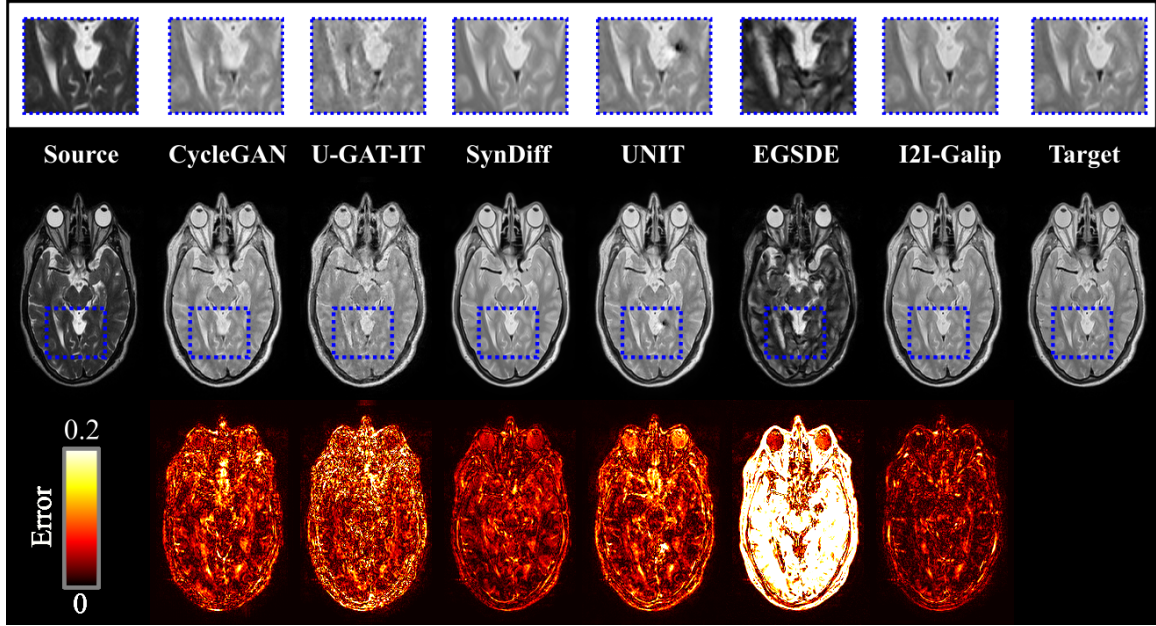 Source CycleGAN U-GAT-IT SynDiff UNIT EGSDE I2I-Galip Target
0.2
Error
0